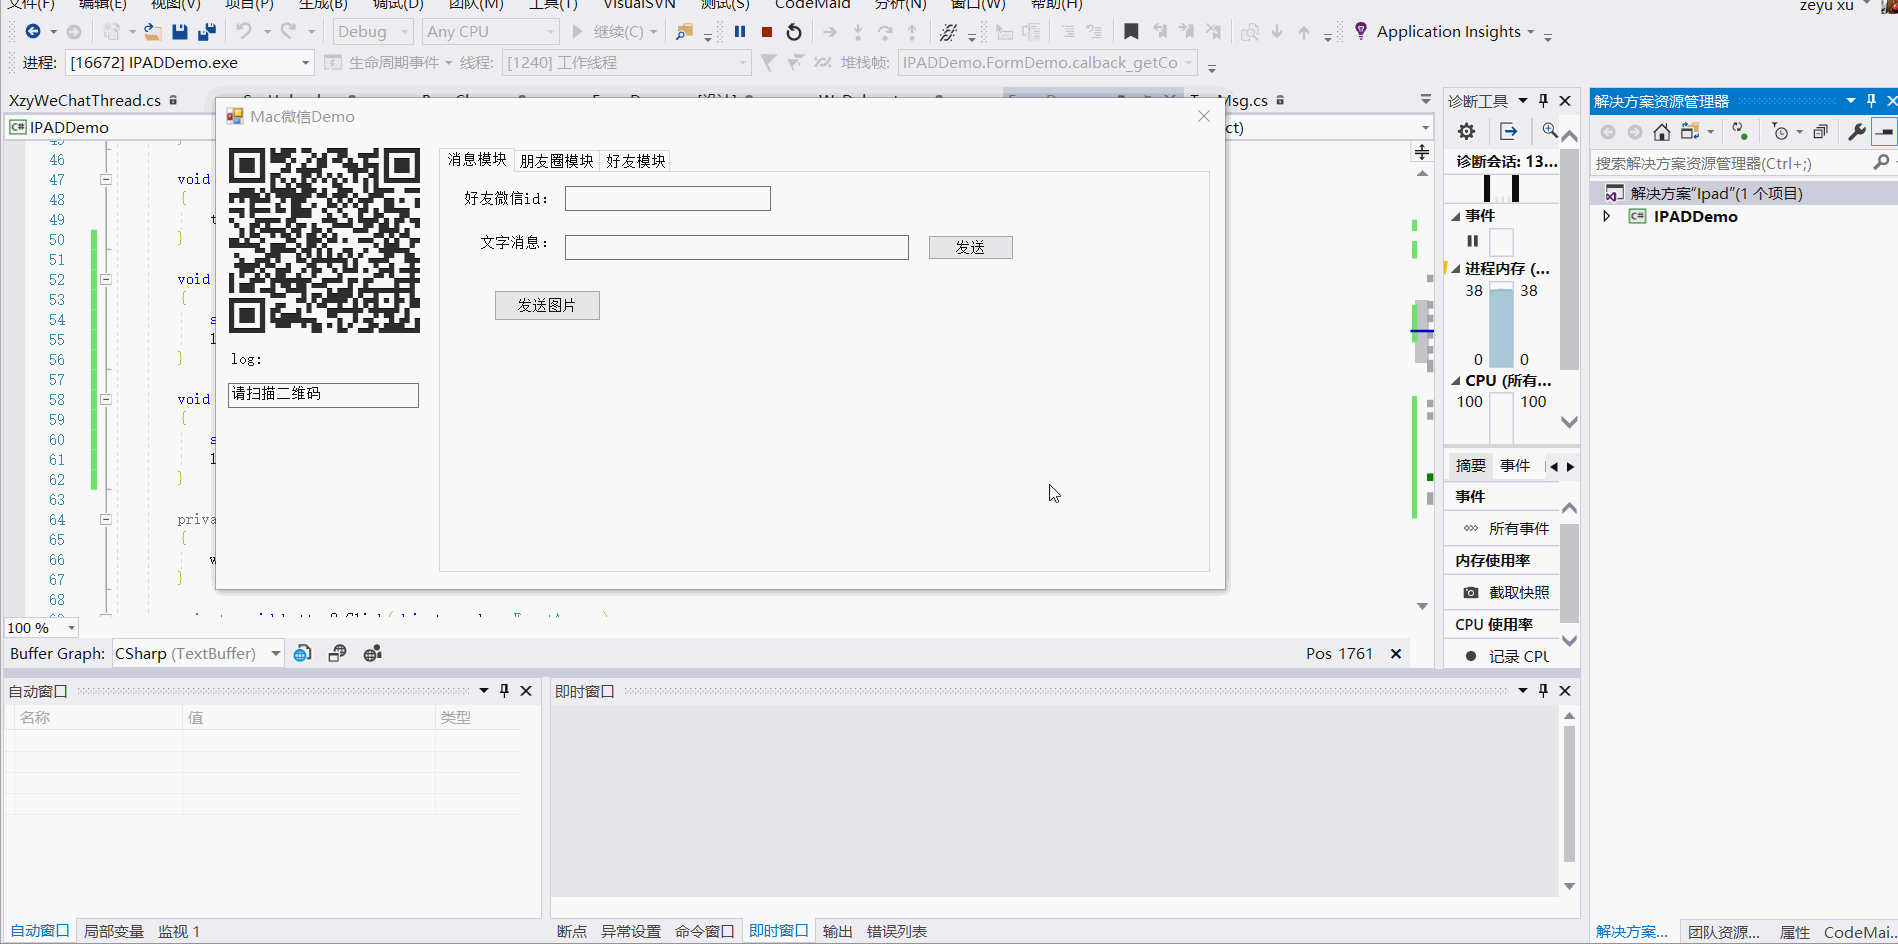 文件(F) 编辑(E) 视图(V) 项目(P) 生成(B) 调试(D) 团队(M) 工具(T) VisualSVN 测试(S) CodeMaid 分析(N) 窗口(W) 帮助(H) zeyu xu
Debug Any CPU 继续(C) Application Insights
进程: [16672] IPADDemo.exe 生命周期事件 线程: [1240] 工作线程 堆栈帧: IPADDemo.FormDemo.calback_getCo
XzyWeChatThread.cs Msg.cs
IPADDemo ct)
Mac微信Demo
消息模块 朋友圈模块 好友模块
好友微信id:
文字消息: 发送
发送图片
log:
请扫描二维码
46
47 void
48 {
49 t
50 }
51
52 void
53 {
54 s
55 l
56 }
57
58 void
59 {
60 s
61 l
62 }
63
64 priva
65 {
66 w
67 }
68
100 %
Buffer Graph: CSharp (TextBuffer) Pos 1761
自动窗口
名称 值 类型
自动窗口 局部变量 监视 1
即时窗口
断点 异常设置 命令窗口 即时窗口 输出 错误列表
诊断工具
诊断会话: 13...
事件
进程内存 (...
38 38
0 0
CPU (所有...
100 100
摘要 事件
事件
所有事件
内存使用率
截取快照
CPU 使用率
记录 CPU
解决方案资源管理器
搜索解决方案资源管理器(Ctrl+;)
解决方案"Ipad"(1 个项目)
IPADDemo
解决方案... 团队资源... 属性 CodeMai...